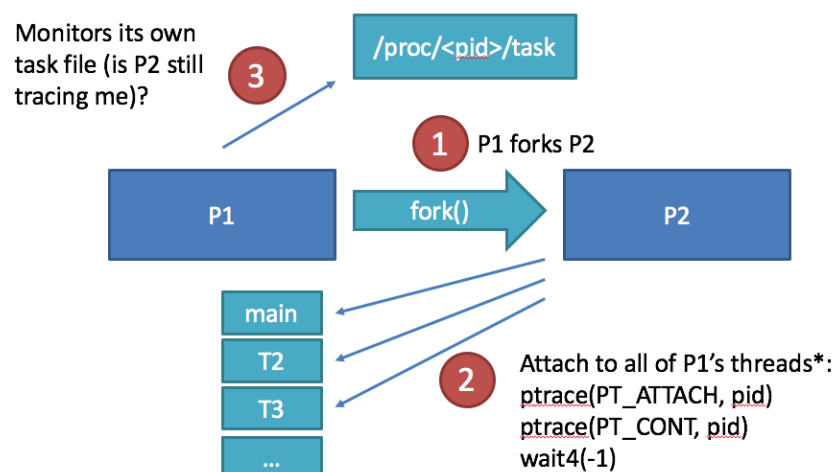 Monitors its own
task file (is P2 still
tracing me)?
3
/proc/<pid>/task
1
P1 forks P2
P1
fork()
P2
main
T2
T3
...
2
Attach to all of P1's threads*:
ptrace(PT_ATTACH, pid)
ptrace(PT_CONT, pid)
wait4(-1)